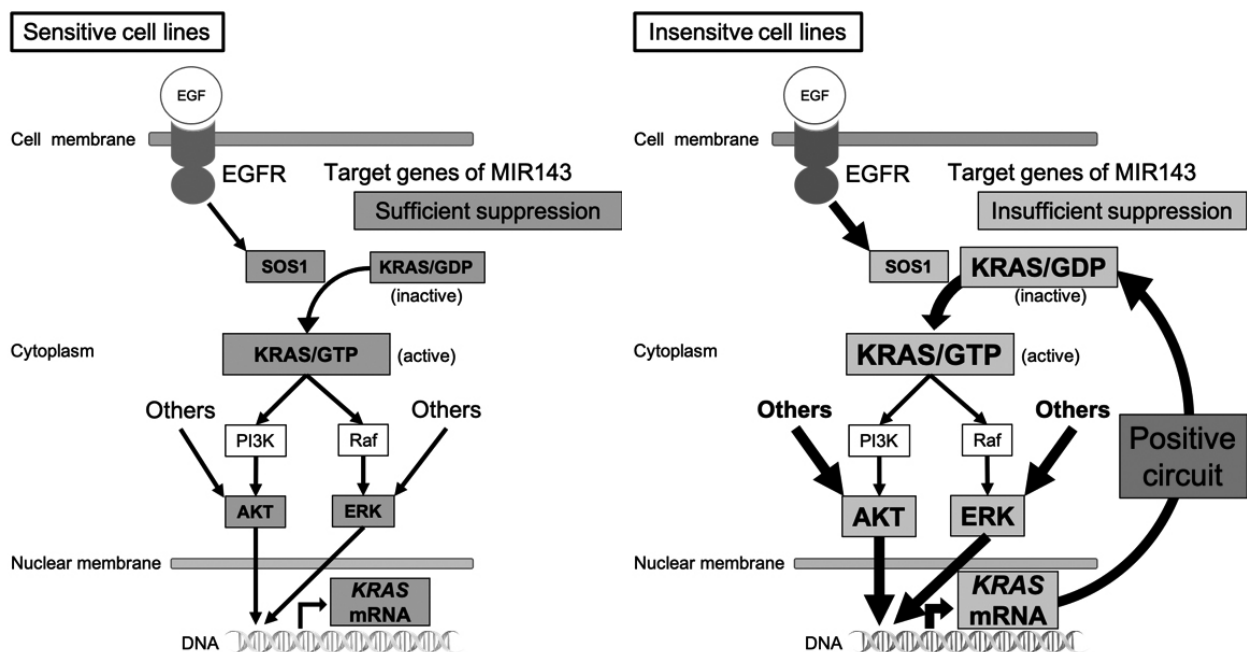 Sensitive cell lines
EGF
Cell membrane
EGFR
Target genes of MIR143
Sufficient suppression
SOS1
KRAS/GDP
(inactive)
Cytoplasm
KRAS/GTP
(active)
Others
Others
PI3K
Raf
AKT
ERK
Nuclear membrane
KRAS
mRNA
DNA
Insensitve cell lines
EGF
Cell membrane
EGFR
Target genes of MIR143
Insufficient suppression
SOS1
KRAS/GDP
(inactive)
Cytoplasm
KRAS/GTP
(active)
Others
Others
PI3K
Raf
Positive
circuit
AKT
ERK
Nuclear membrane
KRAS
mRNA
DNA